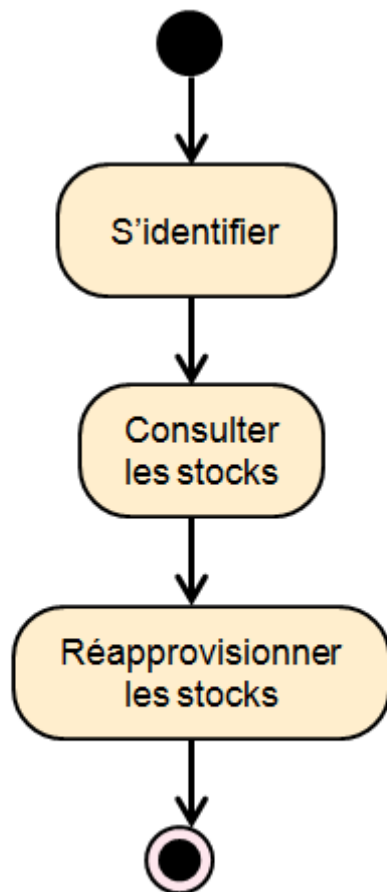 S’identifier
Consulter
les stocks
Réapprovisionner
les stocks